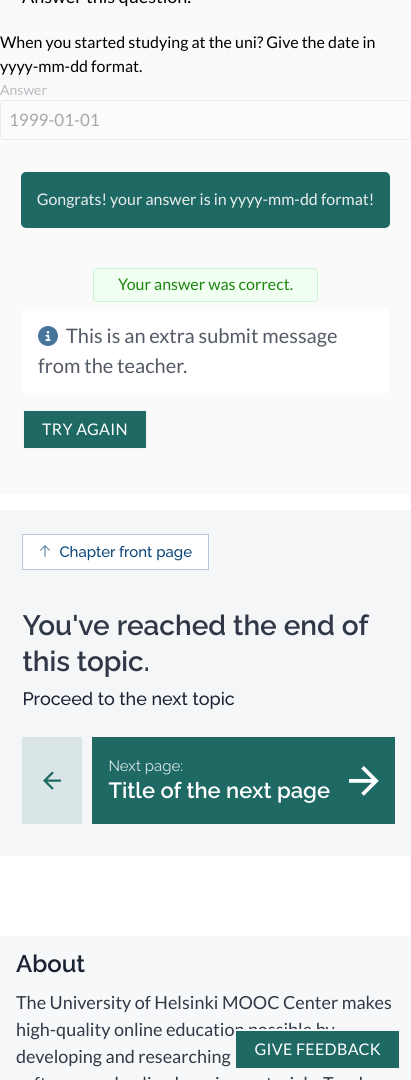 Answer this question.
When you started studying at the uni? Give the date in
yyyy-mm-dd format.
Answer
1999-01-01
Gongrats! your answer is in yyyy-mm-dd format!
Your answer was correct.
This is an extra submit message
from the teacher.
TRY AGAIN
Chapter front page
You've reached the end of
this topic.
Proceed to the next topic
Next page:
Title of the next page
About
The University of Helsinki MOOC Center makes
high-quality online education possible by
developing and researching
GIVE FEEDBACK